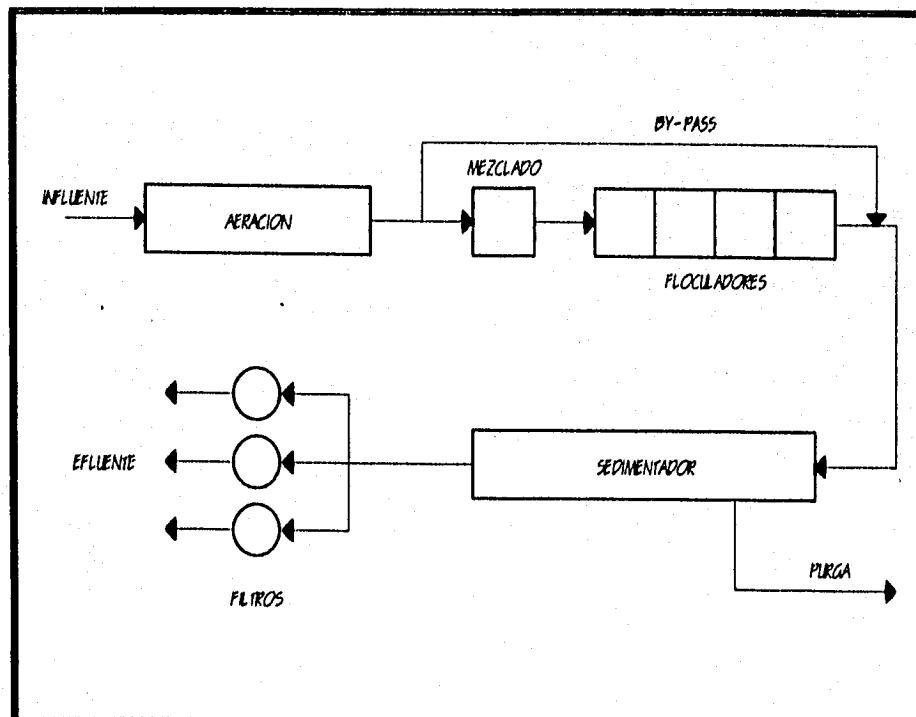 BY-PASS
MEZCLADO
INFLUENTE
AERACION
FLOCULADORES
EFLUENTE
SEDIMENTADOR
PURGA
FILTROS